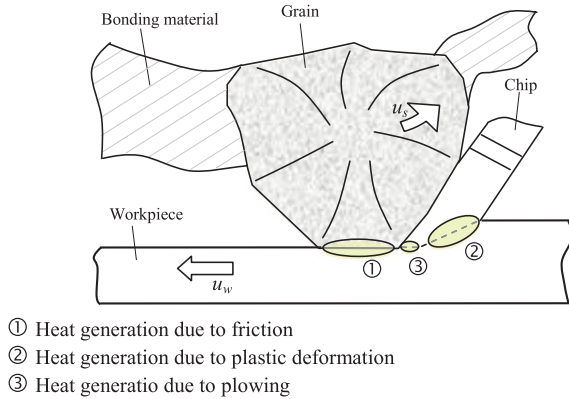 Bonding material
Grain
Chip
u_s
Workpiece
u_w
① ③ ②
① Heat generation due to friction
② Heat generation due to plastic deformation
③ Heat generatio due to plowing